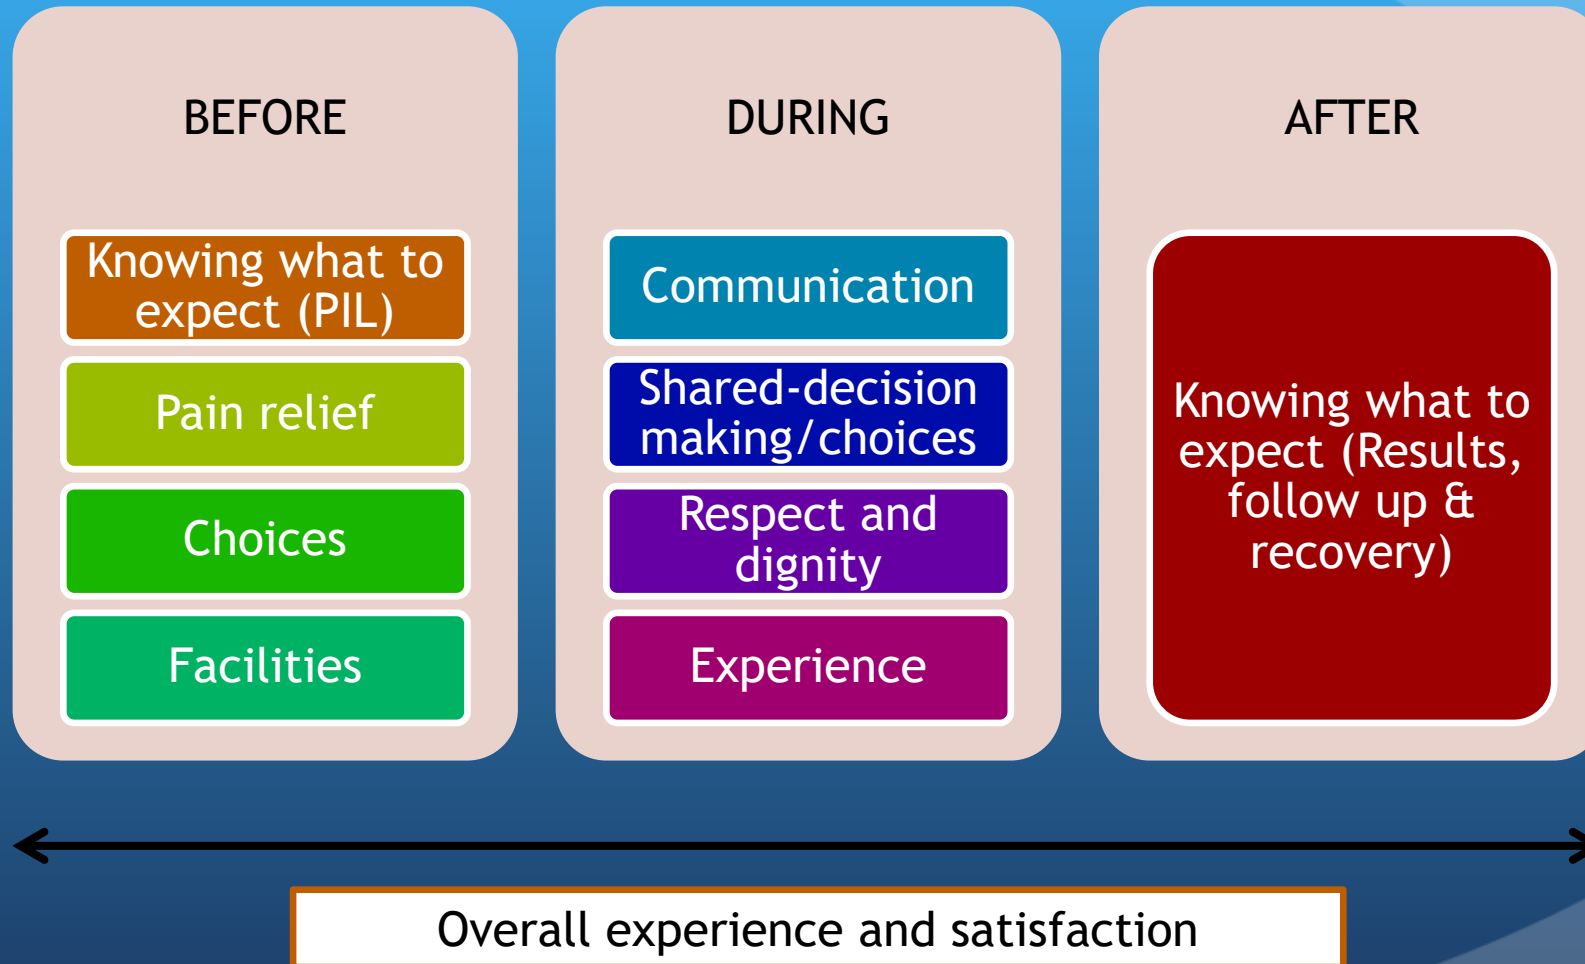 BEFORE
Knowing what to
expect (PIL)
Pain relief
Choices
Facilities
DURING
Communication
Shared-decision
making/choices
Respect and
dignity
Experience
AFTER
Knowing what to
expect (Results,
follow up &
recovery)
Overall experience and satisfaction